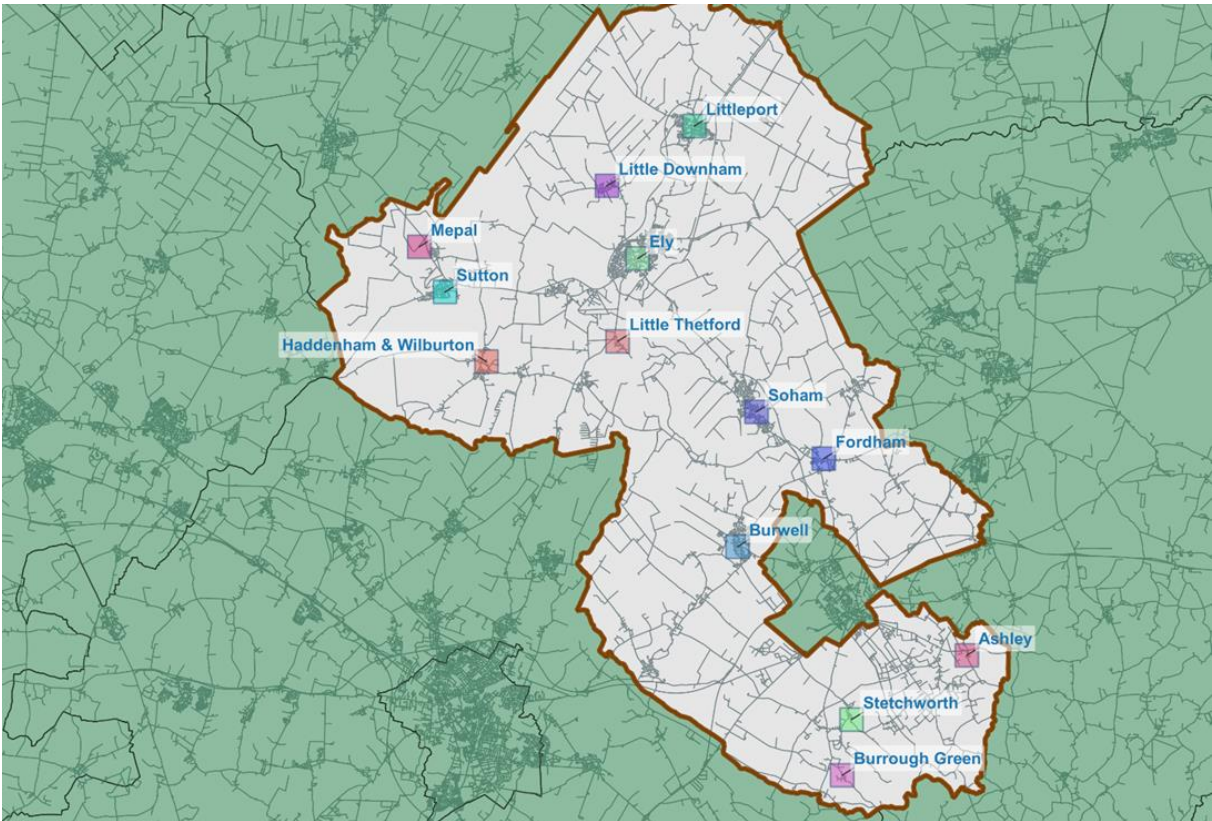 Littleport
Little Downham
Mepal
Ely
Sutton
Little Thetford
Haddenham & Wilburton
Soham
Fordham
Burwell
Ashley
Stetchworth
Burrough Green